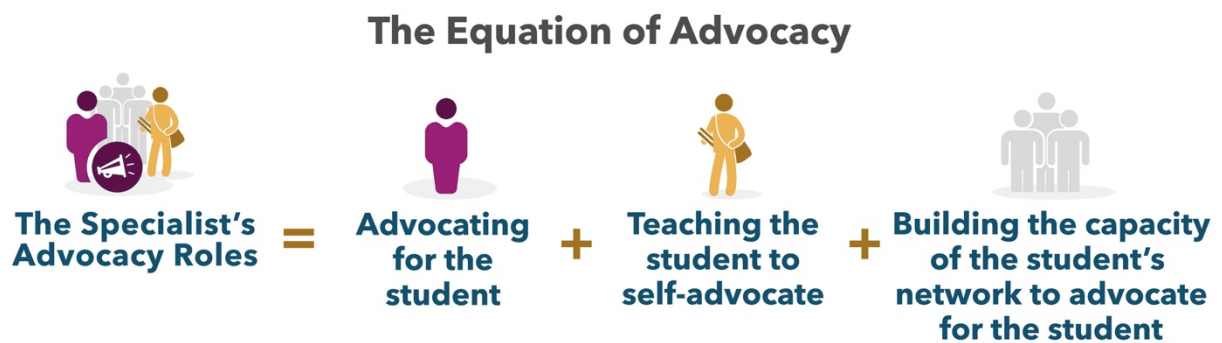 The Equation of Advocacy
The Specialist's
Advocacy Roles
=
Advocating
for the
student
+
Teaching the
student to
self-advocate
+
Building the capacity
of the student's
network to advocate
for the student